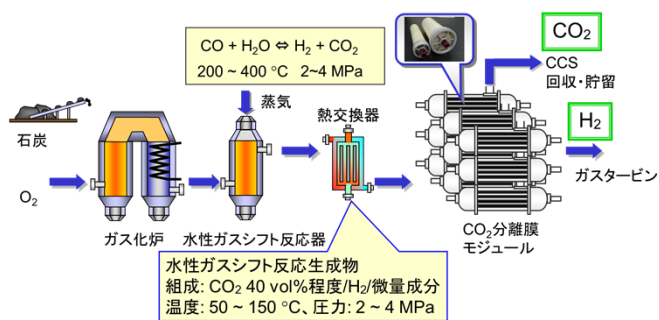 CO + H₂O ⇔ H₂ + CO₂
200 ~ 400 °C 2~4 MPa
CO₂
CCS
回収・貯留
H₂
ガスタービン
蒸気
熱交換器
石炭
O₂
ガス化炉
水性ガスシフト反応器
CO₂分離膜
モジュール
水性ガスシフト反応生成物
組成: CO₂ 40 vol%程度/H₂/微量成分
温度: 50 ~ 150 °C、圧力: 2 ~ 4 MPa